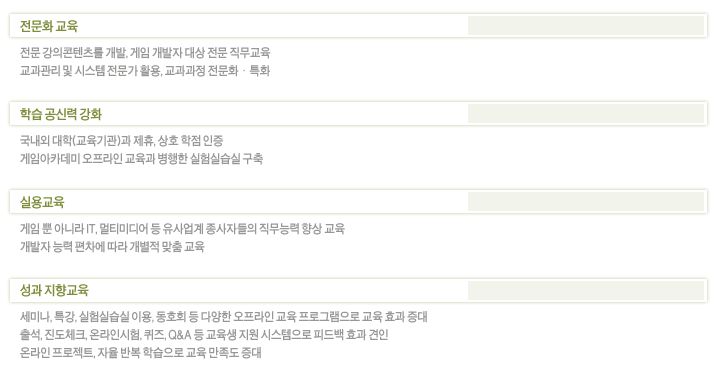 전문화 교육
전문 강의콘텐츠를 개발, 게임 개발자 대상 전문 직무교육
교과관리 및 시스템 전문가 활용, 교과과정 전문화 · 특화
학습 공신력 강화
국내외 대학(교육기관)과 제휴, 상호 학점 인증
게임아카데미 오프라인 교육과 병행한 실험실습실 구축
실용교육
게임 뿐 아니라 IT, 멀티미디어 등 유사업계 종사자들의 직무능력 향상 교육
개발자 능력 편차에 따라 개별적 맞춤 교육
성과 지향교육
세미나, 특강, 실험실습실 이용, 동호회 등 다양한 오프라인 교육 프로그램으로 교육 효과 증대
출석, 진도체크, 온라인시험, 퀴즈, Q&A 등 교육생 지원 시스템으로 피드백 효과 견인
온라인 프로젝트, 자율 반복 학습으로 교육 만족도 증대